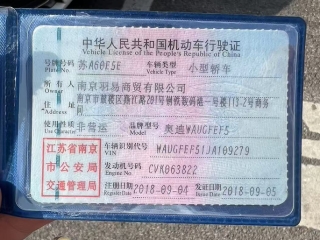 中华人民共和国机动车行驶证
Vehicle License of the People's Republic of China
号牌号码 苏A60F5E 车辆类型 小型轿车
Plate No. Vehicle Type
所有人 南京羽易商贸有限公司
Owner
住址 南京市鼓楼区燕江路201号
Address
使用性质 非营运 品牌型号 奥迪WAUGFEF5
Use Character Model
江苏省南京
市公安局
交通管理局
车辆识别代号 WAUGFEF51JA109279
VIN
发动机号码 CVK063822
Engine No.
注册日期 2018-09-04 发证日期 2018-09-05
Register Date Issue Date